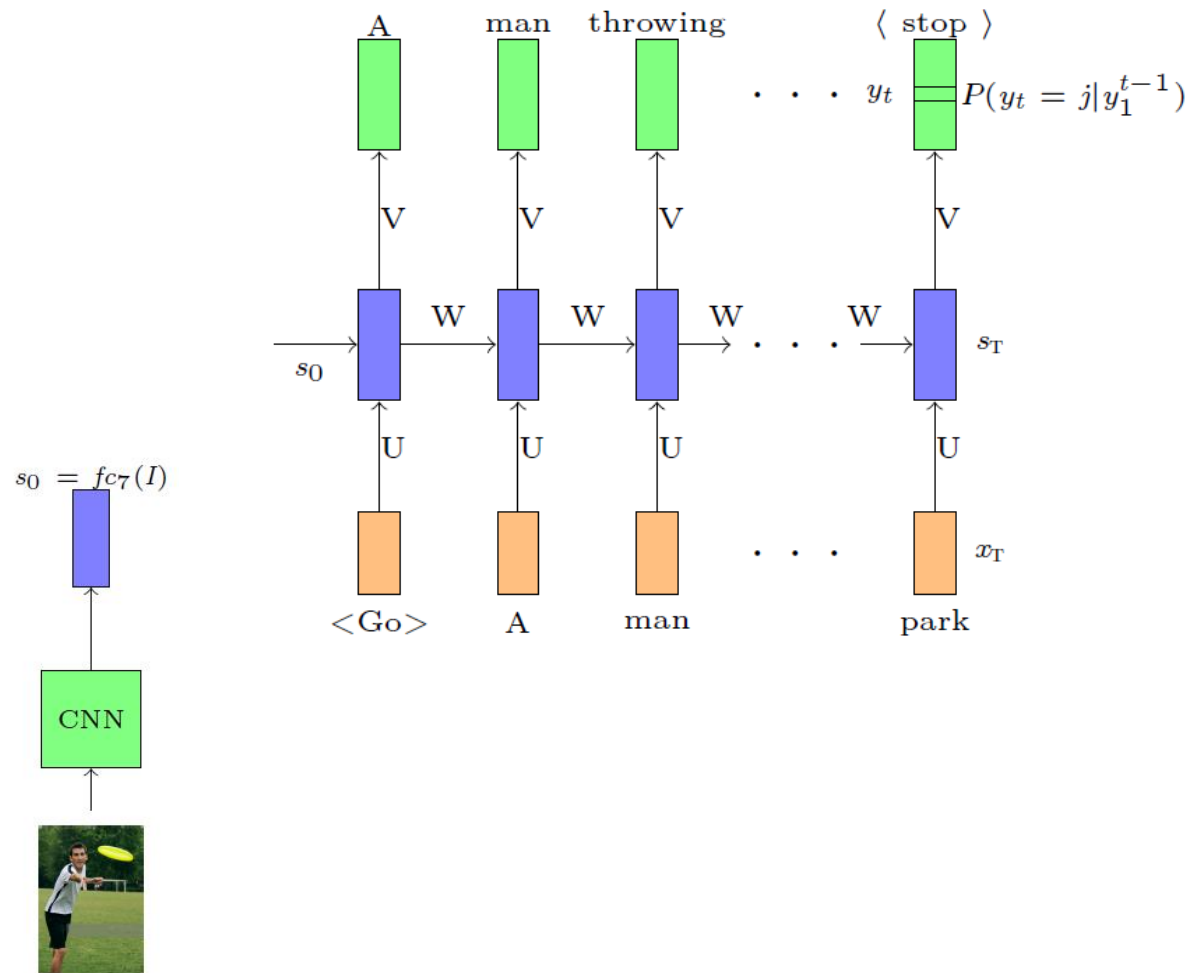 A man throwing ⟨ stop ⟩
· · · y_t P(y_t = j|y_1^{t−1})
V V V V
W W W W
s_0 · · · s_T
U U U U
s_0 = fc_7(I)
· · · x_T
<Go> A man park
CNN